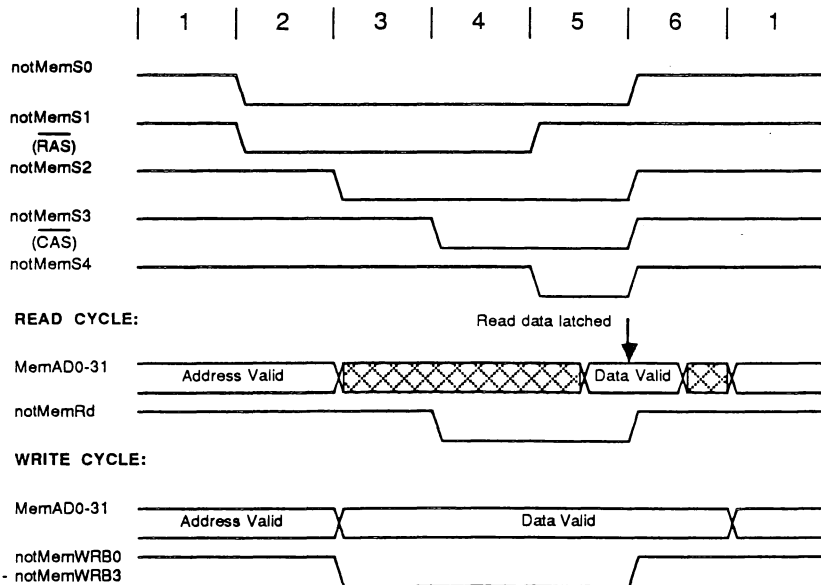 1 2 3 4 5 6 1
notMemS0
notMemS1
(RAS)
notMemS2
notMemS3
(CAS)
notMemS4
READ CYCLE:
Read data latched
MemAD0-31
Address Valid
Data Valid
notMemRd
WRITE CYCLE:
MemAD0-31
Address Valid
Data Valid
notMemWRB0
- notMemWRB3